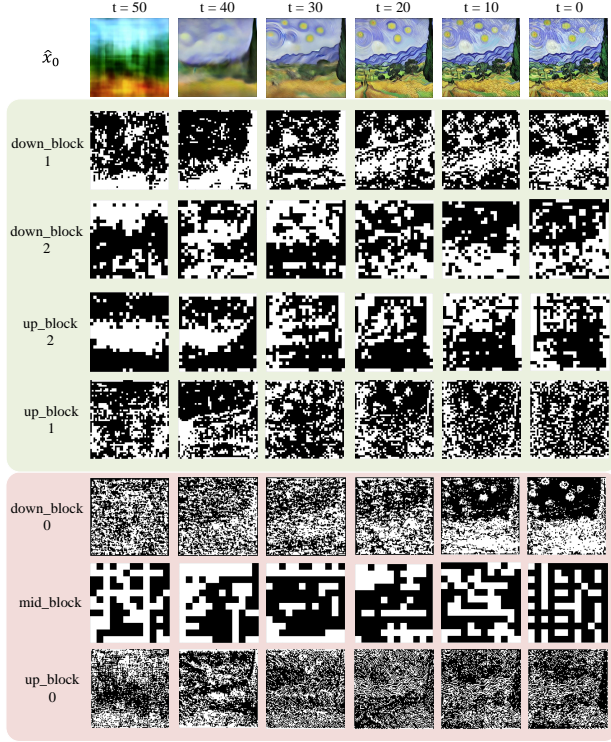 t = 50 t = 40 t = 30 t = 20 t = 10 t = 0
x̂₀
down_block
1
down_block
2
up_block
2
up_block
1
down_block
0
mid_block
up_block
0